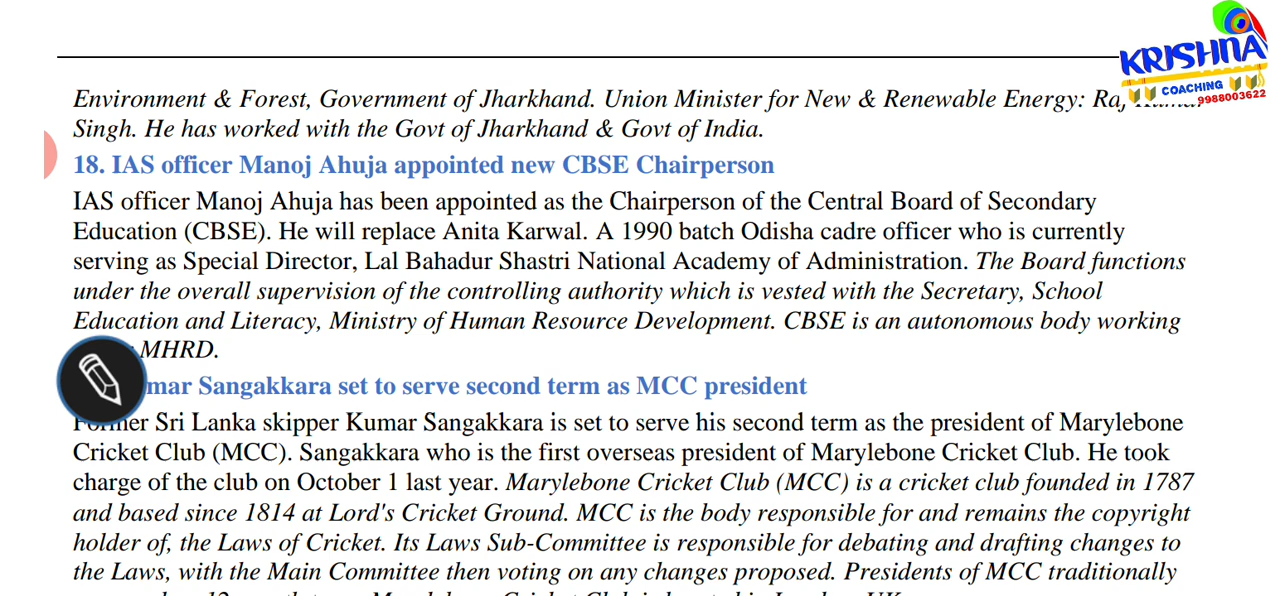 KRISHNA
COACHING
9988003622
Environment & Forest, Government of Jharkhand. Union Minister for New & Renewable Energy: Raj
Singh. He has worked with the Govt of Jharkhand & Govt of India.
18. IAS officer Manoj Ahuja appointed new CBSE Chairperson
IAS officer Manoj Ahuja has been appointed as the Chairperson of the Central Board of Secondary
Education (CBSE). He will replace Anita Karwal. A 1990 batch Odisha cadre officer who is currently
serving as Special Director, Lal Bahadur Shastri National Academy of Administration. The Board functions
under the overall supervision of the controlling authority which is vested with the Secretary, School
Education and Literacy, Ministry of Human Resource Development. CBSE is an autonomous body working
MHRD.
Sangakkara set to serve second term as MCC president
Former Sri Lanka skipper Kumar Sangakkara is set to serve his second term as the president of Marylebone
Cricket Club (MCC). Sangakkara who is the first overseas president of Marylebone Cricket Club. He took
charge of the club on October 1 last year. Marylebone Cricket Club (MCC) is a cricket club founded in 1787
and based since 1814 at Lord's Cricket Ground. MCC is the body responsible for and remains the copyright
holder of, the Laws of Cricket. Its Laws Sub-Committee is responsible for debating and drafting changes to
the Laws, with the Main Committee then voting on any changes proposed. Presidents of MCC traditionally